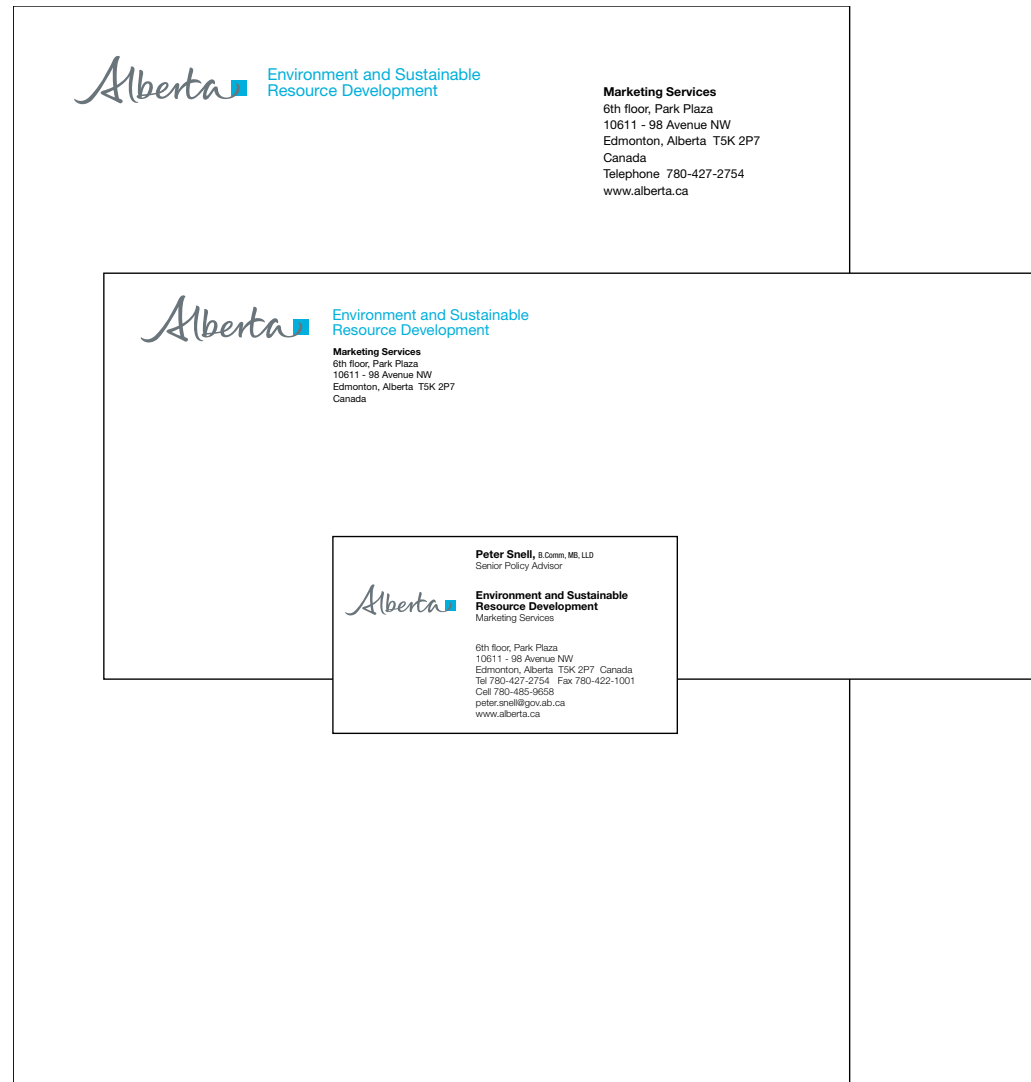 Alberta
Environment and Sustainable
Resource Development
Marketing Services
6th floor, Park Plaza
10611 - 98 Avenue NW
Edmonton, Alberta  T5K 2P7
Canada
Telephone  780-427-2754
www.alberta.ca
Alberta
Environment and Sustainable
Resource Development
Marketing Services
6th floor, Park Plaza
10611 - 98 Avenue NW
Edmonton, Alberta  T5K 2P7
Canada
Alberta
Peter Snell, B.Comm, MB, LLD
Senior Policy Advisor
Environment and Sustainable
Resource Development
Marketing Services
6th floor, Park Plaza
10611 - 98 Avenue NW
Edmonton, Alberta  T5K 2P7  Canada
Tel 780-427-2754   Fax 780-422-1001
Cell 780-485-9658
peter.snell@gov.ab.ca
www.alberta.ca